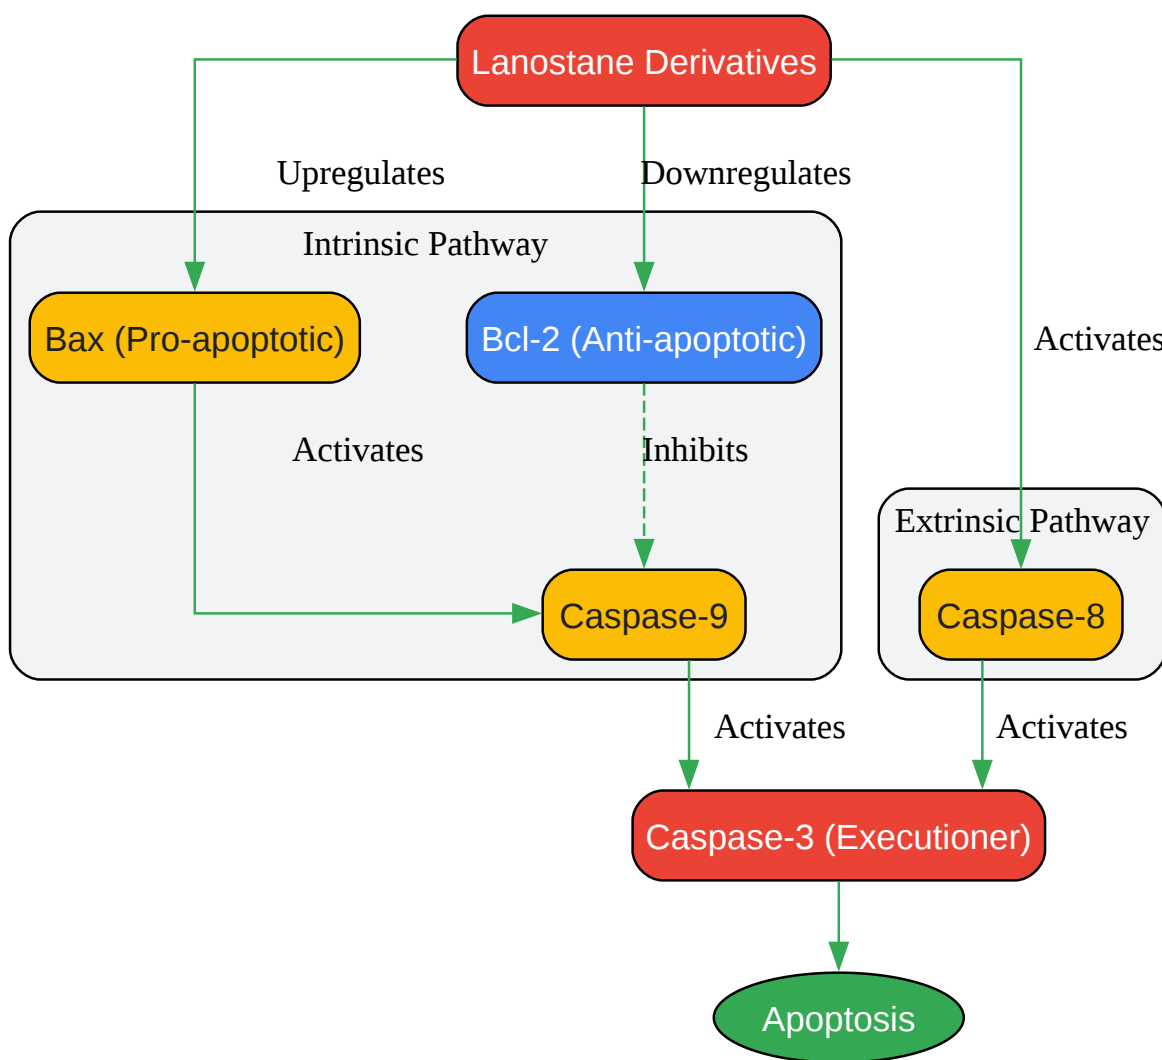 Lanostane Derivatives
Upregulates
Downregulates
Intrinsic Pathway
Bax (Pro-apoptotic)
Bcl-2 (Anti-apoptotic)
Activates
Activates
Inhibits
Extrinsic Pathway
Caspase-9
Caspase-8
Activates
Activates
Caspase-3 (Executioner)
Apoptosis